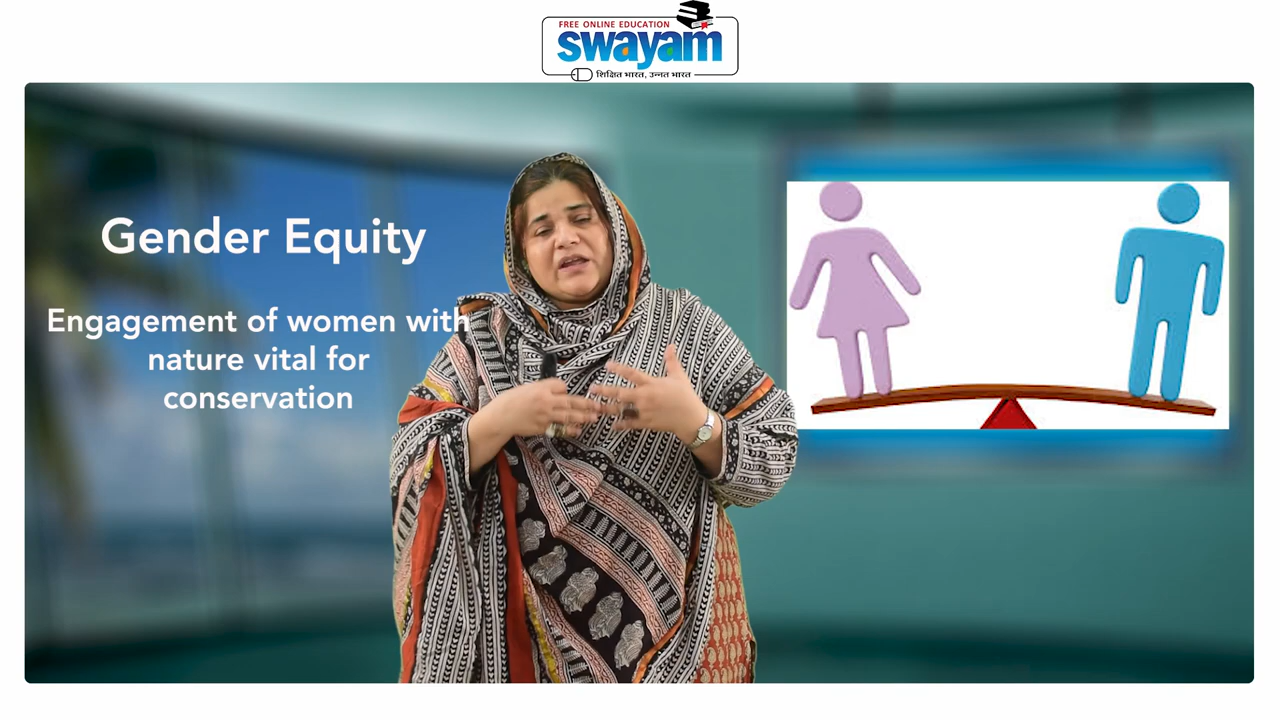 FREE ONLINE EDUCATION
swayam
शिक्षित भारत, उन्नत भारत
Gender Equity
Engagement of women with
nature vital for
conservation